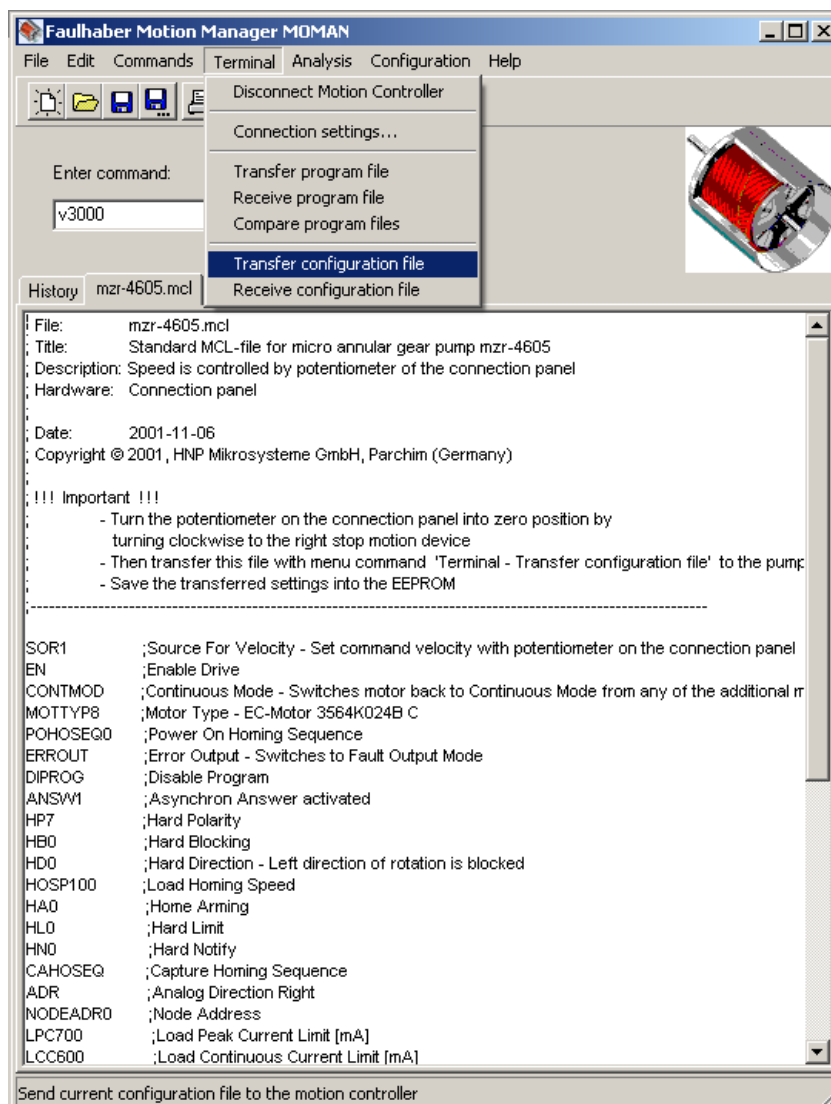 Faulhaber Motion Manager MOMAN
File Edit Commands Terminal Analysis Configuration Help
Disconnect Motion Controller
Connection settings...
Transfer program file
Receive program file
Compare program files
Transfer configuration file
Receive configuration file
Enter command:
v3000
History mzr-4605.mcl
; File: mzr-4605.mcl
; Title: Standard MCL-file for micro annular gear pump mzr-4605
; Description: Speed is controlled by potentiometer of the connection panel
; Hardware: Connection panel
;
; Date: 2001-11-06
; Copyright © 2001, HNP Mikrosysteme GmbH, Parchim (Germany)
;
; !!! Important !!!
; - Turn the potentiometer on the connection panel into zero position by
; turning clockwise to the right stop motion device
; - Then transfer this file with menu command 'Terminal - Transfer configuration file' to the pump
; - Save the transferred settings into the EEPROM
;-------------------------------------------------------------------------------------------------------------
SOR1 ;Source For Velocity - Set command velocity with potentiometer on the connection panel
EN ;Enable Drive
CONTMOD ;Continuous Mode - Switches motor back to Continuous Mode from any of the additional
MOTTYP8 ;Motor Type - EC-Motor 3564K024B C
POHOSEQ0 ;Power On Homing Sequence
ERROUT ;Error Output - Switches to Fault Output Mode
DIPROG ;Disable Program
ANSW1 ;Asynchron Answer activated
HP7 ;Hard Polarity
HB0 ;Hard Blocking
HD0 ;Hard Direction - Left direction of rotation is blocked
HOSP100 ;Load Homing Speed
HA0 ;Home Arming
HL0 ;Hard Limit
HN0 ;Hard Notify
CAHOSEQ ;Capture Homing Sequence
ADR ;Analog Direction Right
NODEADR0 ;Node Address
LPC700 ;Load Peak Current Limit [mA]
LCC600 ;Load Continuous Current Limit [mA]
Send current configuration file to the motion controller